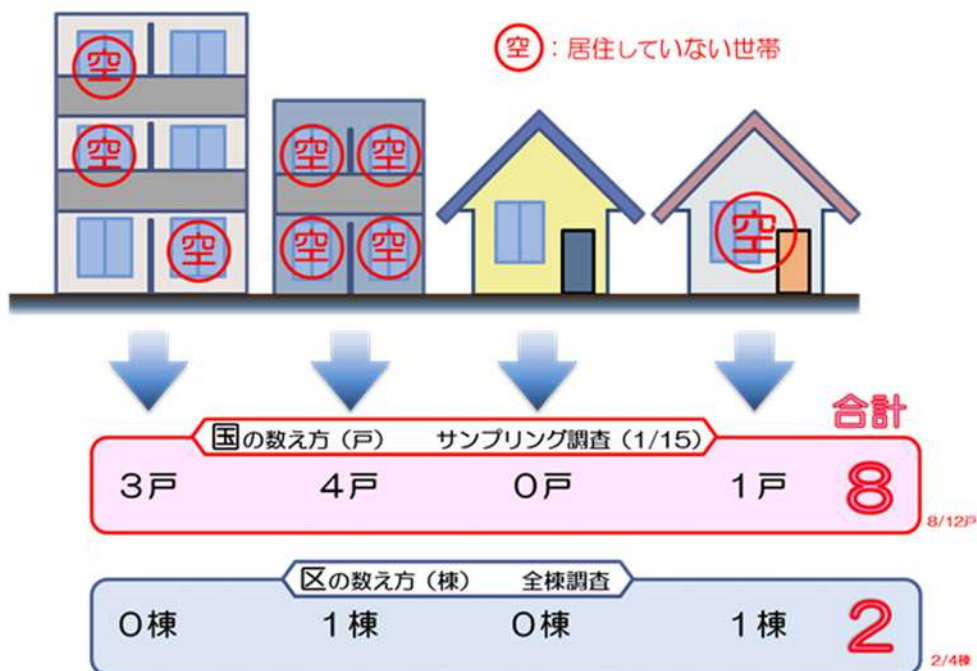 空：居住していない世帯
空
空
空
空
空
空
空
空
合計
国の数え方（戸） サンプリング調査（1/15）
3戸 4戸 0戸 1戸 8
8/12戸
区の数え方（棟） 全棟調査
0棟 1棟 0棟 1棟 2
2/4棟